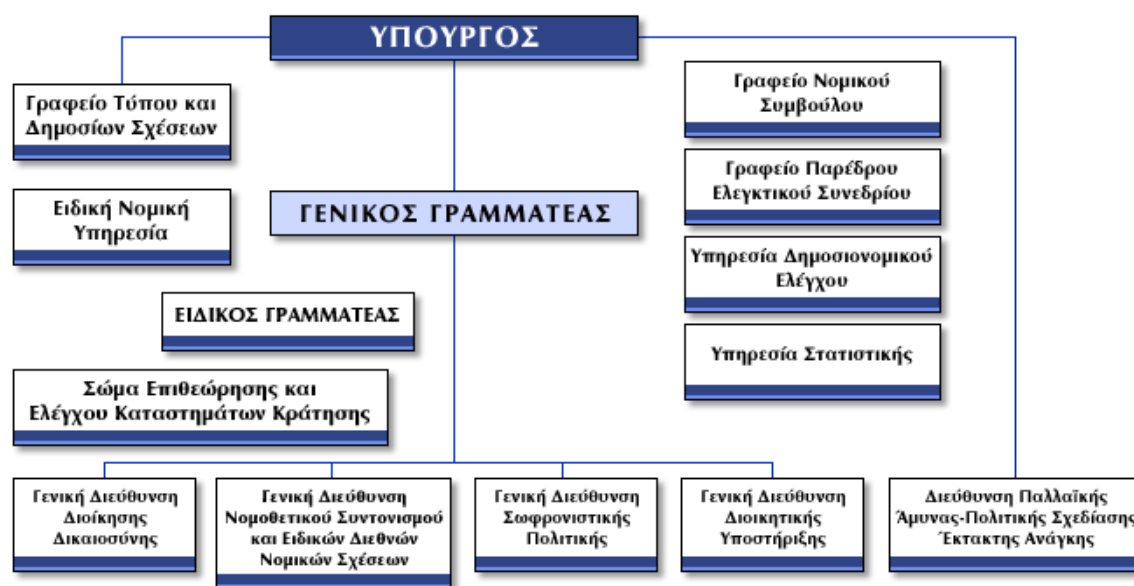 ΥΠΟΥΡΓΟΣ
Γραφείο Τύπου και
Δημοσίων Σχέσεων
Γραφείο Νομικού
Συμβούλου
Γραφείο Παρέδρου
Ελεγκτικού Συνεδρίου
Ειδική Νομική
Υπηρεσία
ΓΕΝΙΚΟΣ ΓΡΑΜΜΑΤΕΑΣ
Υπηρεσία Δημοσιονομικού
Ελέγχου
ΕΙΔΙΚΟΣ ΓΡΑΜΜΑΤΕΑΣ
Υπηρεσία Στατιστικής
Σώμα Επιθεώρησης και
Ελέγχου Καταστημάτων Κράτησης
Γενική Διεύθυνση
Διοίκησης
Δικαιοσύνης
Γενική Διεύθυνση
Νομοθετικού Συντονισμού
και Ειδικών Διεθνών
Νομικών Σχέσεων
Γενική Διεύθυνση
Σωφρονιστικής
Πολιτικής
Γενική Διεύθυνση
Διοικητικής
Υποστήριξης
Διεύθυνση Παλλαϊκής
Άμυνας-Πολιτικής Σχεδίασης
Έκτακτης Ανάγκης